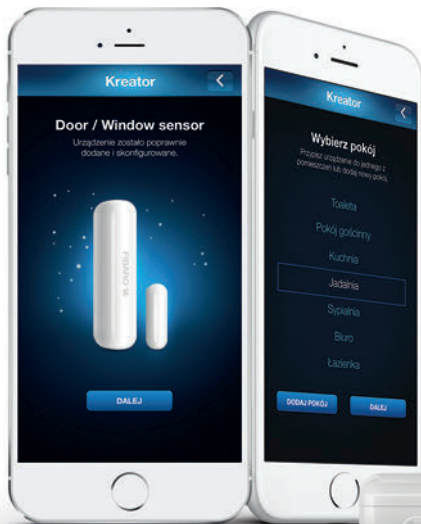 Kreator
Door / Window sensor
Urządzenie zostało poprawnie
dodane i skonfigurowane.
FIBARO
DALEJ
Kreator
Wybierz pokój
Przypisz urządzenie do jednego z
pomieszczeń lub dodaj nowy pokój.
Toaleta
Pokój gościnny
Kuchnia
Jadalnia
Sypialnia
Biuro
Łazienka
DODAJ POKÓJ
DALEJ